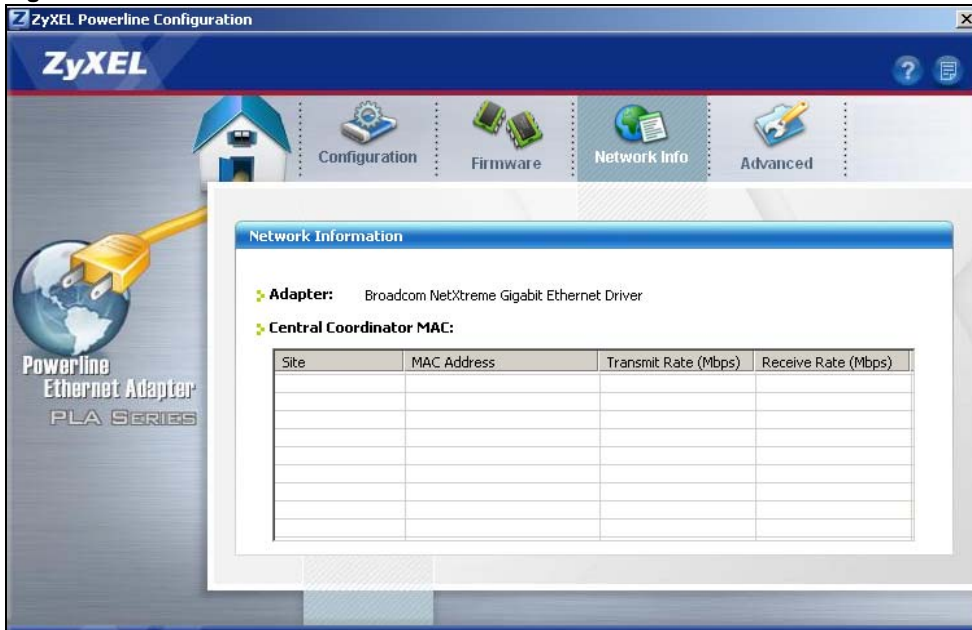 ZyXEL Powerline Configuration
ZyXEL
Configuration
Firmware
Network Info
Advanced
Network Information
Adapter: Broadcom NetXtreme Gigabit Ethernet Driver
Central Coordinator MAC:
Site MAC Address Transmit Rate (Mbps) Receive Rate (Mbps)
Powerline
Ethernet Adapter
PLA SERIES